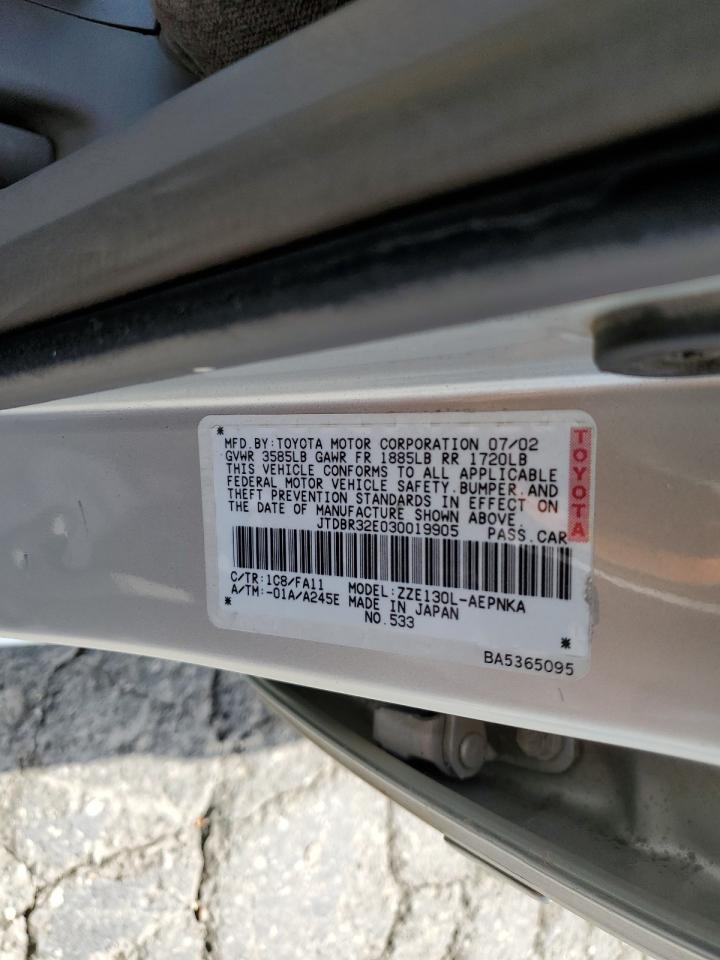 *
MFD.BY:TOYOTA MOTOR CORPORATION 07/02
GVWR 3585LB GAWR FR 1885LB RR 1720LB
THIS VEHICLE CONFORMS TO ALL APPLICABLE
FEDERAL MOTOR VEHICLE SAFETY.BUMPER.AND
THEFT PREVENTION STANDARDS IN EFFECT ON
THE DATE OF MANUFACTURE SHOWN ABOVE.
JTDBR32E030019905 PASS.CAR
TOYOTA
C/TR:1C8/FA11 MODEL:ZZE130L-AEPNKA
A/TM:-01A/A245E MADE IN JAPAN
* NO.533 *
BA5365095